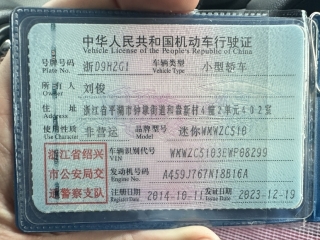 中华人民共和国机动车行驶证
Vehicle License of the People's Republic of China
号牌号码 浙D9H2G1 车辆类型 小型轿车
Plate No. Vehicle Type
所有人 刘俊
Owner
住址
Address
使用性质 非营运 品牌型号 迷你WMWZC510
Use Character Model
浙江省绍兴
市公安局交
通警察支队
车辆识别代号
VIN
发动机号码
Engine No.
注册日期 2014-10-11 发证日期 2023-12-19
Register Date Issue Date